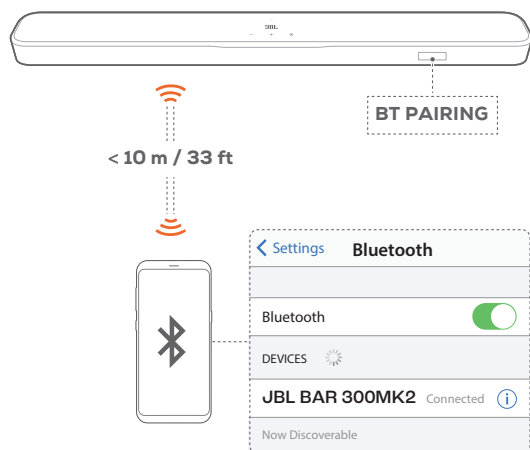 JBL
BT PAIRING
< 10 m / 33 ft
Settings Bluetooth
Bluetooth
DEVICES
JBL BAR 300MK2 Connected
Now Discoverable